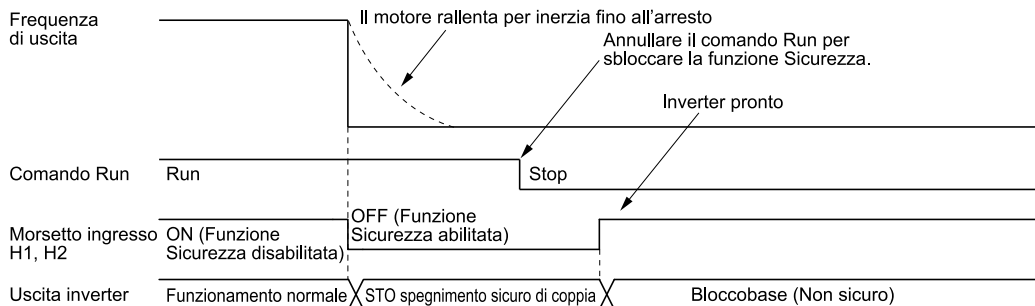 Frequenza
di uscita
Il motore rallenta per inerzia fino all'arresto
Annullare il comando Run per
sbloccare la funzione Sicurezza.
Inverter pronto
Comando Run
Run
Stop
Morsetto ingresso
H1, H2
ON (Funzione
Sicurezza disabilitata)
OFF (Funzione
Sicurezza abilitata)
Uscita inverter
Funzionamento normale
STO spegnimento sicuro di coppia
Bloccobase (Non sicuro)